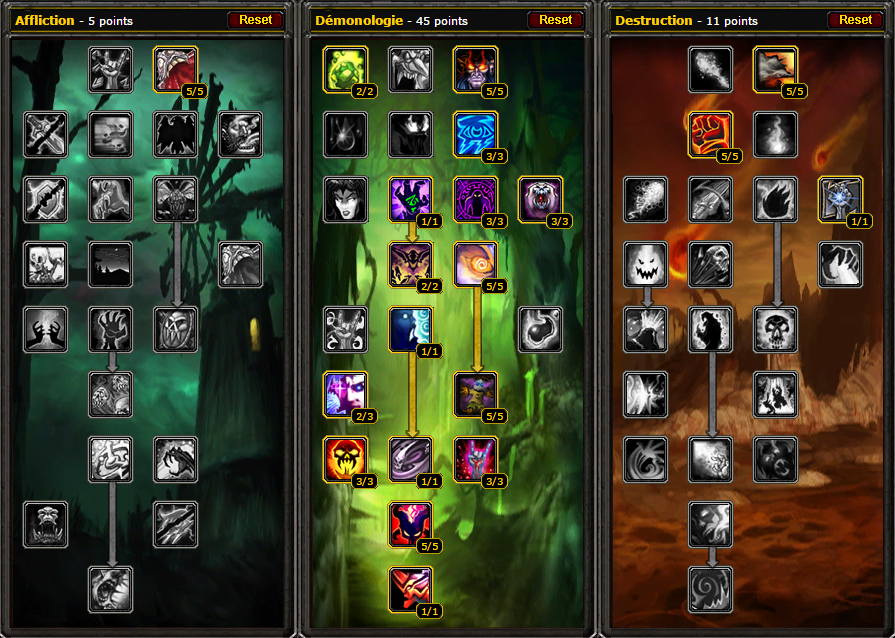 Affliction - 5 points Reset Démonologie - 45 points Reset Destruction - 11 points Reset
5/5 2/2 5/5 5/5
3/3 5/5
1/1 3/3 3/3 1/1
2/2 5/5
1/1
2/3 5/5
3/3 1/1 3/3
5/5
1/1